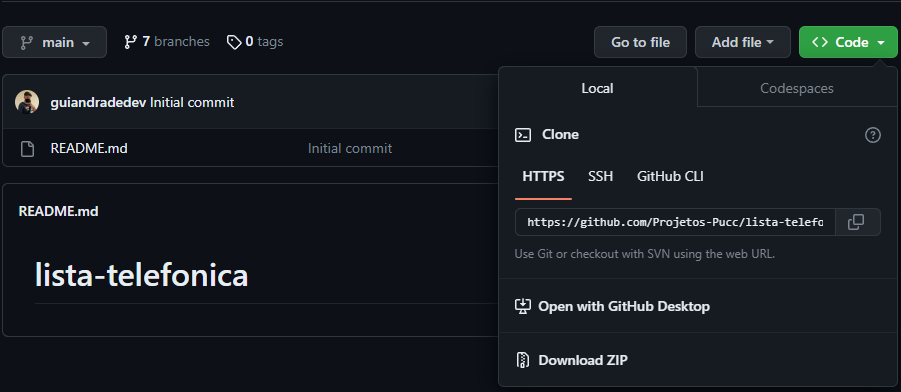 main 7 branches 0 tags Go to file Add file Code
Local Codespaces
guiandradedev Initial commit
Clone
README.md Initial commit
HTTPS SSH GitHub CLI
README.md
https://github.com/Projetos-Pucc/lista-telefo
Use Git or checkout with SVN using the web URL.
lista-telefonica
Open with GitHub Desktop
Download ZIP